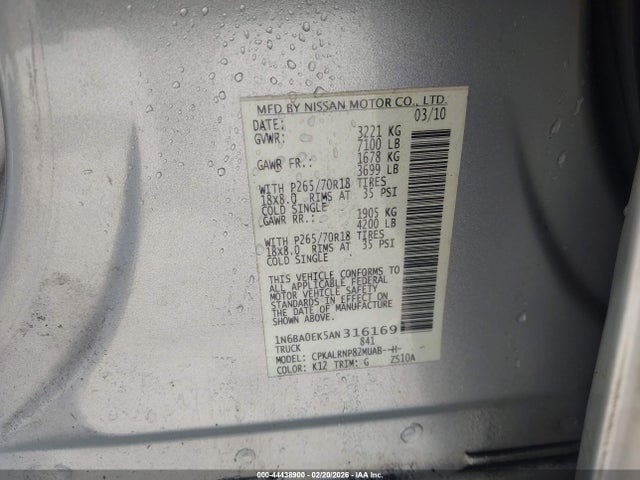 MFD BY NISSAN MOTOR CO., LTD.
DATE: 03/10
GVWR: 3221 KG
7100 LB
GAWR FR.: 1678 KG
3699 LB
WITH P265/70R18 TIRES
18x8.0 RIMS AT 35 PSI
COLD SINGLE
GAWR RR.: 1905 KG
4200 LB
WITH P265/70R18 TIRES
18x8.0 RIMS AT 35 PSI
COLD SINGLE
THIS VEHICLE CONFORMS TO
ALL APPLICABLE FEDERAL
MOTOR VEHICLE SAFETY
STANDARDS IN EFFECT ON
THE DATE OF MANUFACTURE
SHOWN ABOVE.
1N6BA0EK5AN316169
TRUCK 841
MODEL: CPKALRNP82MUAB--H-
COLOR: K12 TRIM: G ZS10A
000-44438900 - 02/20/2026 - IAA Inc.